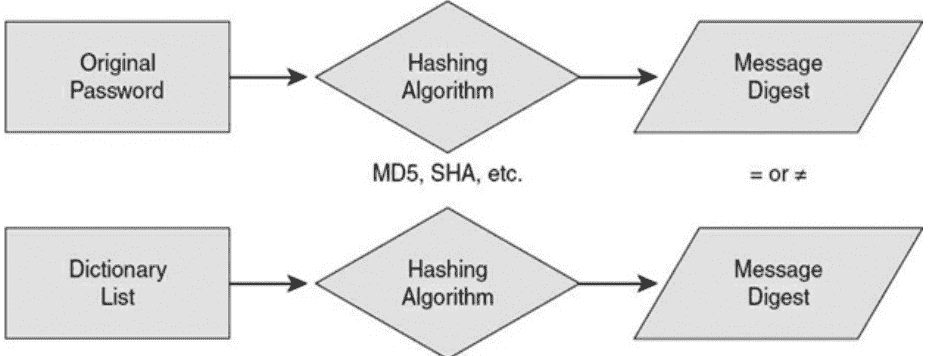 Original
Password
Hashing
Algorithm
Message
Digest
MD5, SHA, etc.
= or ≠
Dictionary
List
Hashing
Algorithm
Message
Digest